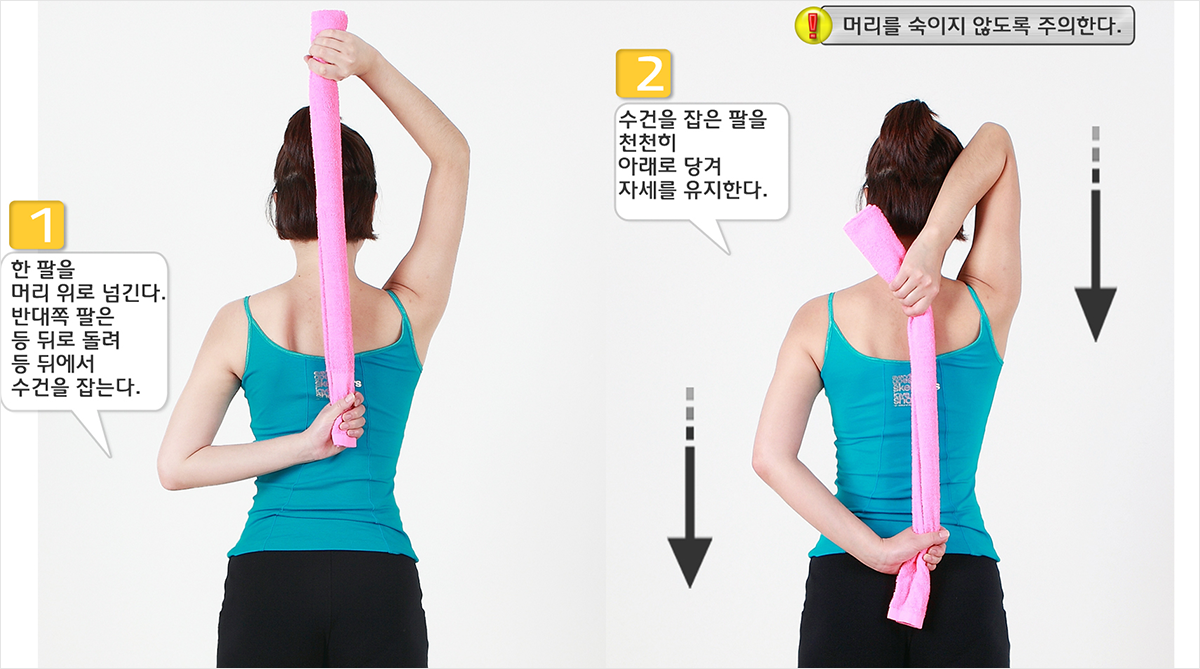 1
한 팔을
머리 위로 넘긴다.
반대쪽 팔은
등 뒤로 돌려
등 뒤에서
수건을 잡는다.
! 머리를 숙이지 않도록 주의한다.
2
수건을 잡은 팔을
천천히
아래로 당겨
자세를 유지한다.